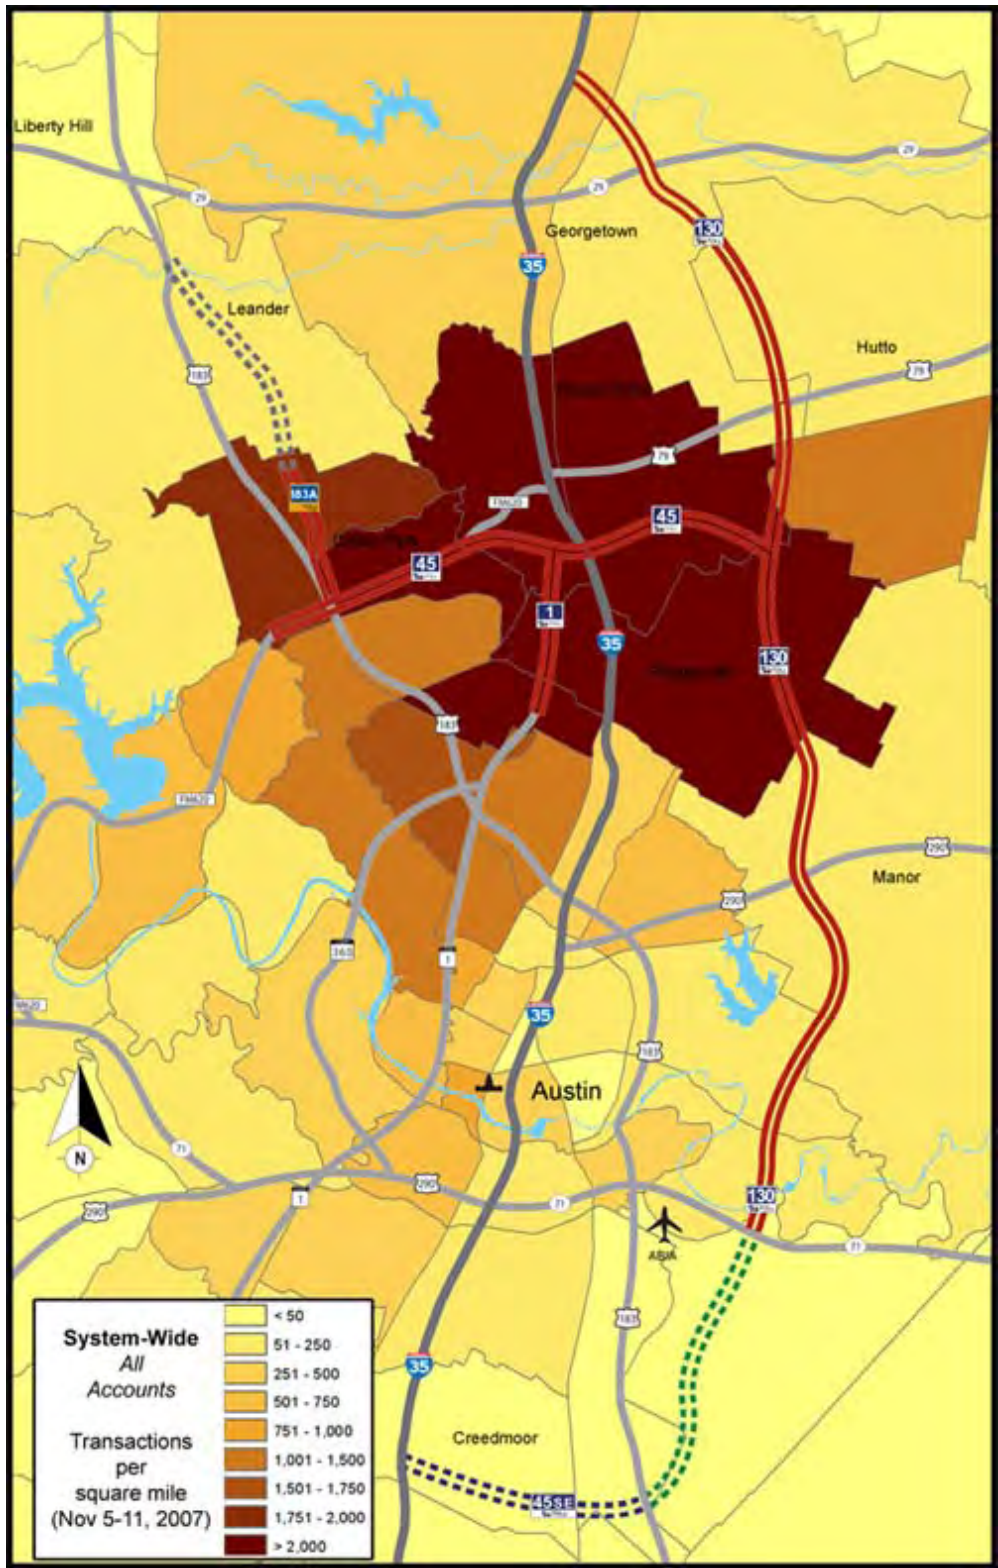 Liberty Hill
29
29
29
Georgetown
130
35
Leander
183
Hutto
79
79
183A
FM620
45
45
1
35
130
183
FM620
290
Manor
290
360
1
35
183
Austin
71
N
290
1
290
71
130
ABIA
71
183
35
Creedmoor
45SE
System-Wide
All
Accounts
Transactions
per
square mile
(Nov 5-11, 2007)
< 50
51 - 250
251 - 500
501 - 750
751 - 1,000
1,001 - 1,500
1,501 - 1,750
1,751 - 2,000
> 2,000